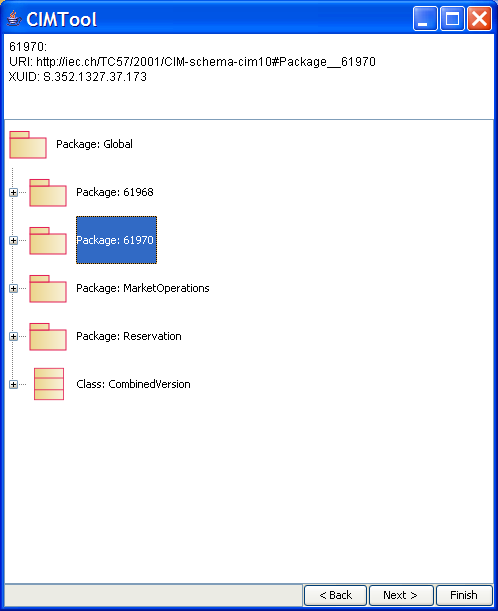 CIMTool
61970:
URI: http://iec.ch/TC57/2001/CIM-schema-cim10#Package__61970
XUID: S.352.1327.37.173
Package: Global
Package: 61968
Package: 61970
Package: MarketOperations
Package: Reservation
Class: CombinedVersion
< Back
Next >
Finish